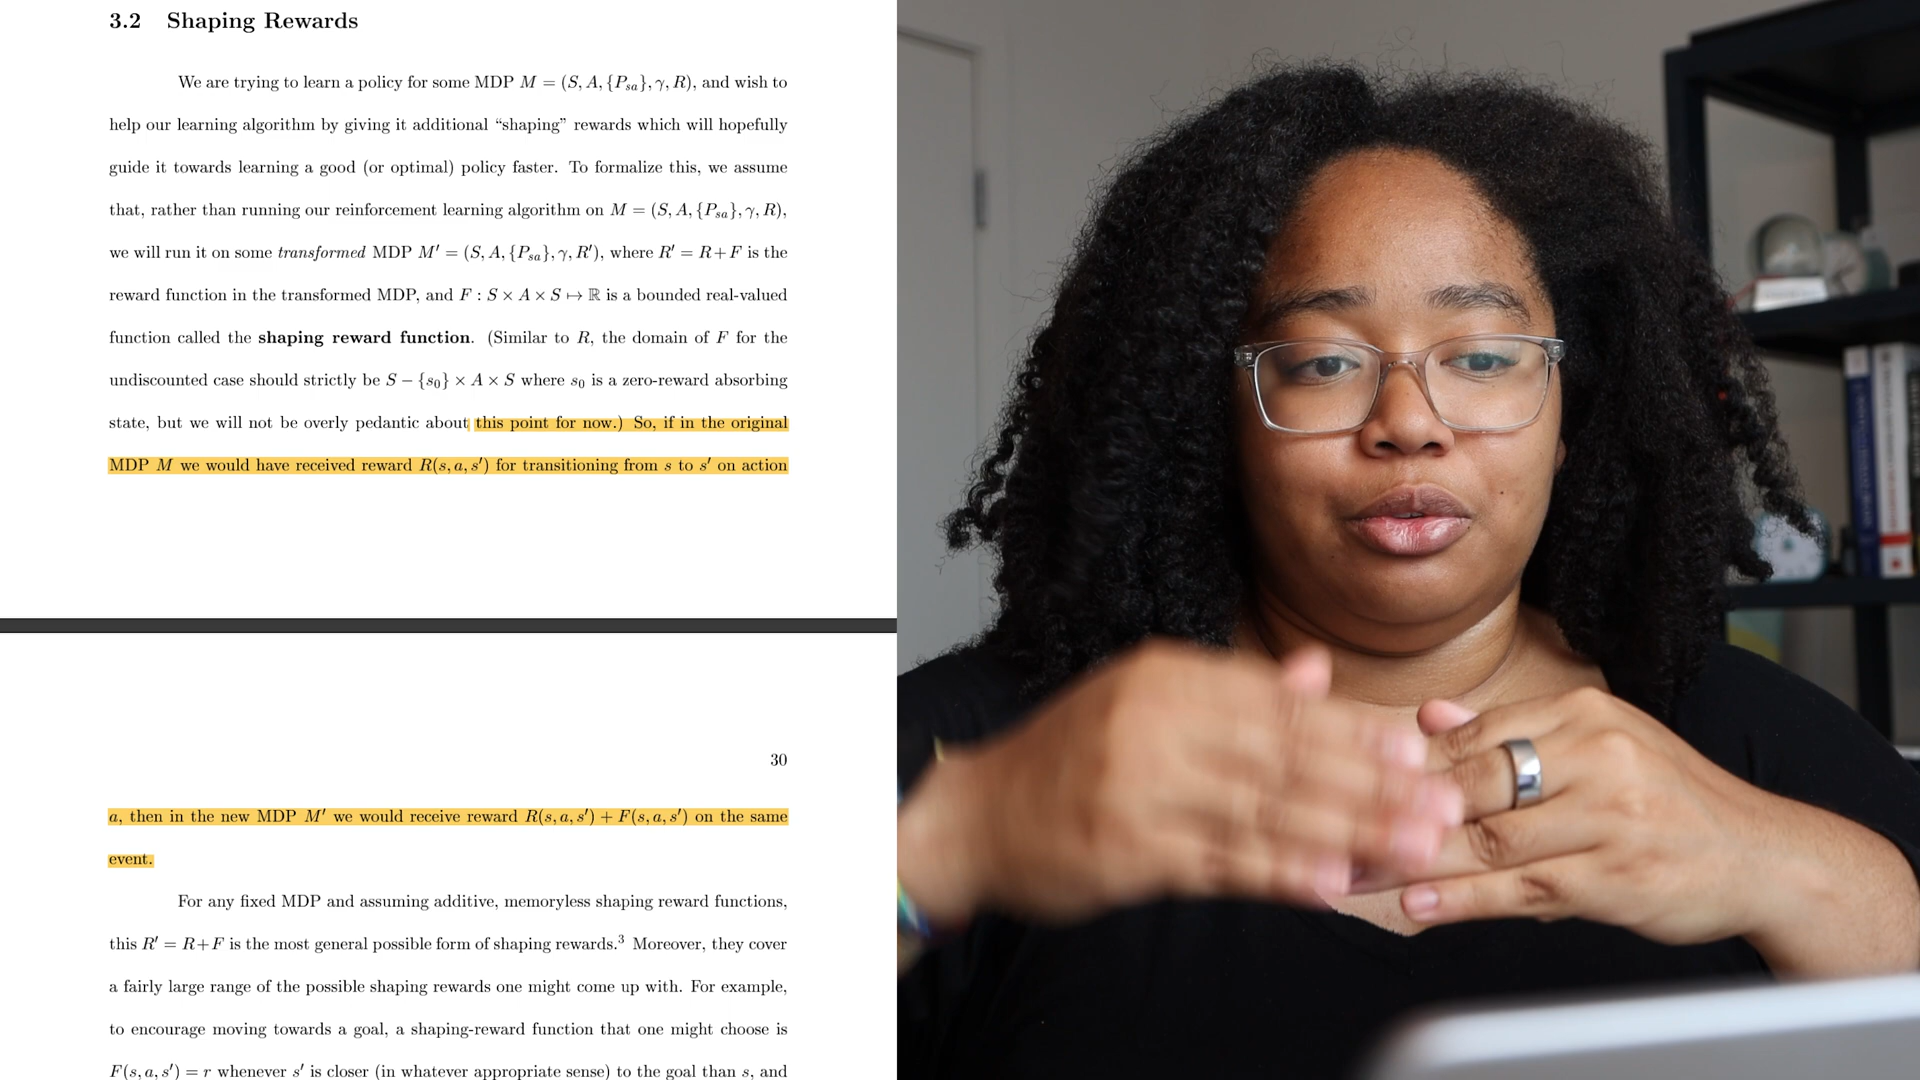 3.2 Shaping Rewards
We are trying to learn a policy for some MDP M = (S, A, {Psa}, γ, R), and wish to
help our learning algorithm by giving it additional “shaping” rewards which will hopefully
guide it towards learning a good (or optimal) policy faster. To formalize this, we assume
that, rather than running our reinforcement learning algorithm on M = (S, A, {Psa}, γ, R),
we will run it on some transformed MDP M′ = (S, A, {Psa}, γ, R′), where R′ = R+F is the
reward function in the transformed MDP, and F : S × A × S ↦ ℝ is a bounded real-valued
function called the shaping reward function. (Similar to R, the domain of F for the
undiscounted case should strictly be S − {s0} × A × S where s0 is a zero-reward absorbing
state, but we will not be overly pedantic about this point for now.) So, if in the original
MDP M we would have received reward R(s, a, s′) for transitioning from s to s′ on action
30
a, then in the new MDP M′ we would receive reward R(s, a, s′) + F(s, a, s′) on the same
event.
For any fixed MDP and assuming additive, memoryless shaping reward functions,
this R′ = R+F is the most general possible form of shaping rewards.3 Moreover, they cover
a fairly large range of the possible shaping rewards one might come up with. For example,
to encourage moving towards a goal, a shaping-reward function that one might choose is
F(s, a, s′) = r whenever s′ is closer (in whatever appropriate sense) to the goal than s, and